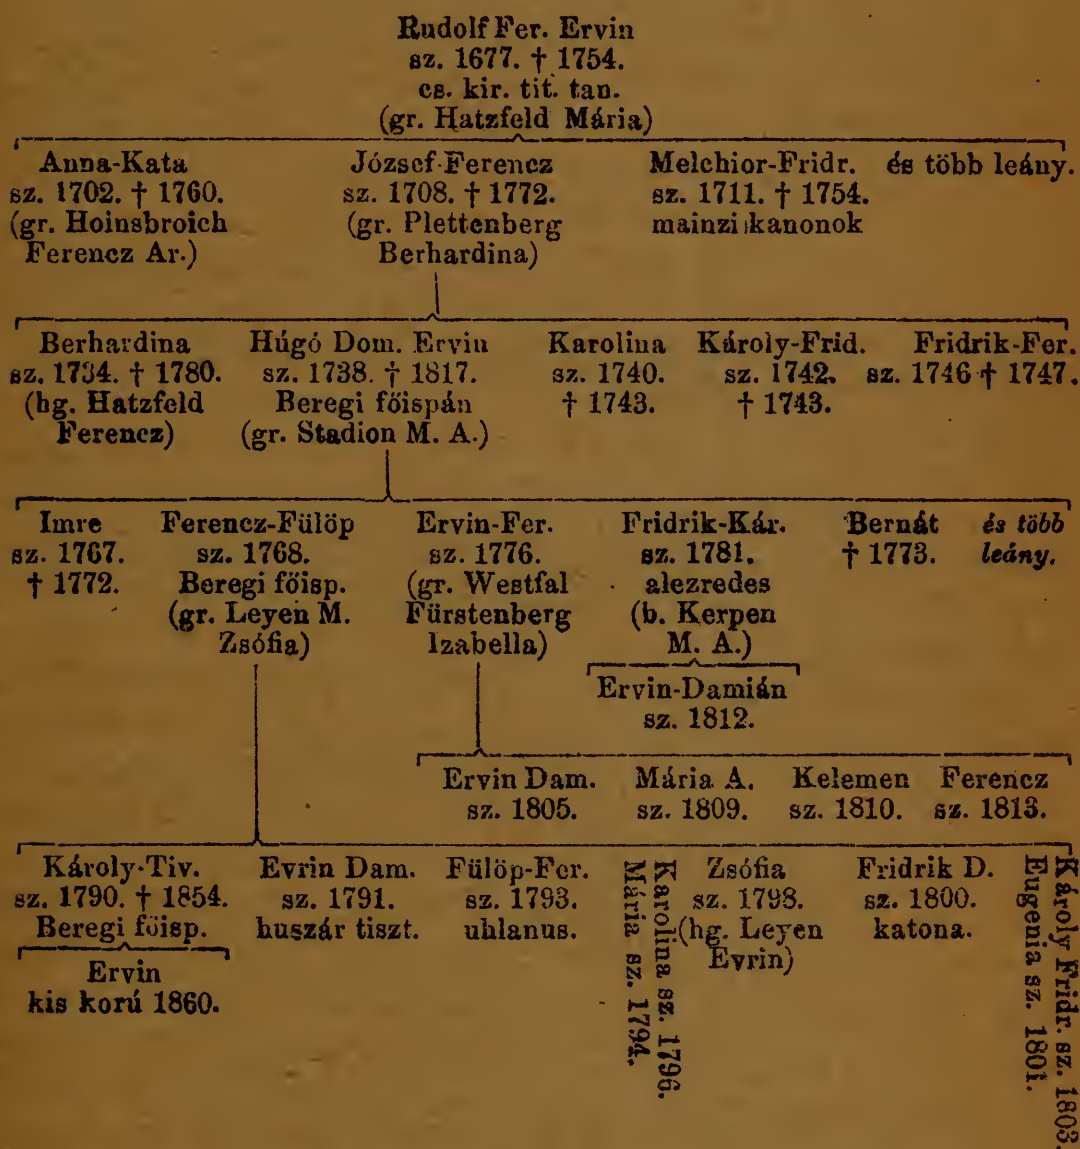 Rudolf Fer. Ervin
sz. 1677. † 1754.
cs. kir. tit. tan.
(gr. Hatzfeld Mária)
Anna-Kata
sz. 1702. † 1760.
(gr. Hoinsbroich
Ferencz Ar.)
József-Ferencz
sz. 1708. † 1772.
(gr. Plettenberg
Berhardina)
Melchior-Fridr.
sz. 1711. † 1754.
mainzi kanonok
és több leány.
Berhardina
sz. 1734. † 1780.
(hg. Hatzfeld
Ferencz)
Húgó Dom. Ervin
sz. 1738. † 1817.
Beregi főispán
(gr. Stadion M. A.)
Karolina
sz. 1740.
† 1743.
Károly-Frid.
sz. 1742.
† 1743.
Fridrik-Fer.
sz. 1746 † 1747.
Imre
sz. 1767.
† 1772.
Ferencz-Fülöp
sz. 1768.
Beregi főisp.
(gr. Leyen M.
Zsófia)
Ervin-Fer.
sz. 1776.
(gr. Westfal
Fürstenberg
Izabella)
Fridrik-Kár.
sz. 1781.
alezredes
(b. Kerpen
M. A.)
Bernát
† 1773.
és több
leány.
Ervin-Damián
sz. 1812.
Ervin Dam.
sz. 1805.
Mária A.
sz. 1809.
Kelemen
sz. 1810.
Ferencz
sz. 1813.
Károly-Tiv.
sz. 1790. † 1854.
Beregi főisp.
Evrin Dam.
sz. 1791.
huszár tiszt.
Fülöp-Fer.
sz. 1793.
uhlanus.
Mária sz. 1794.
Karolina sz. 1796.
Zsófia
sz. 1798.
(hg. Leyen
Evrin)
Fridrik D.
sz. 1800.
katona.
Eugenia sz. 1801.
Károly Fridr. sz. 1803.
Ervin
kis korú 1860.